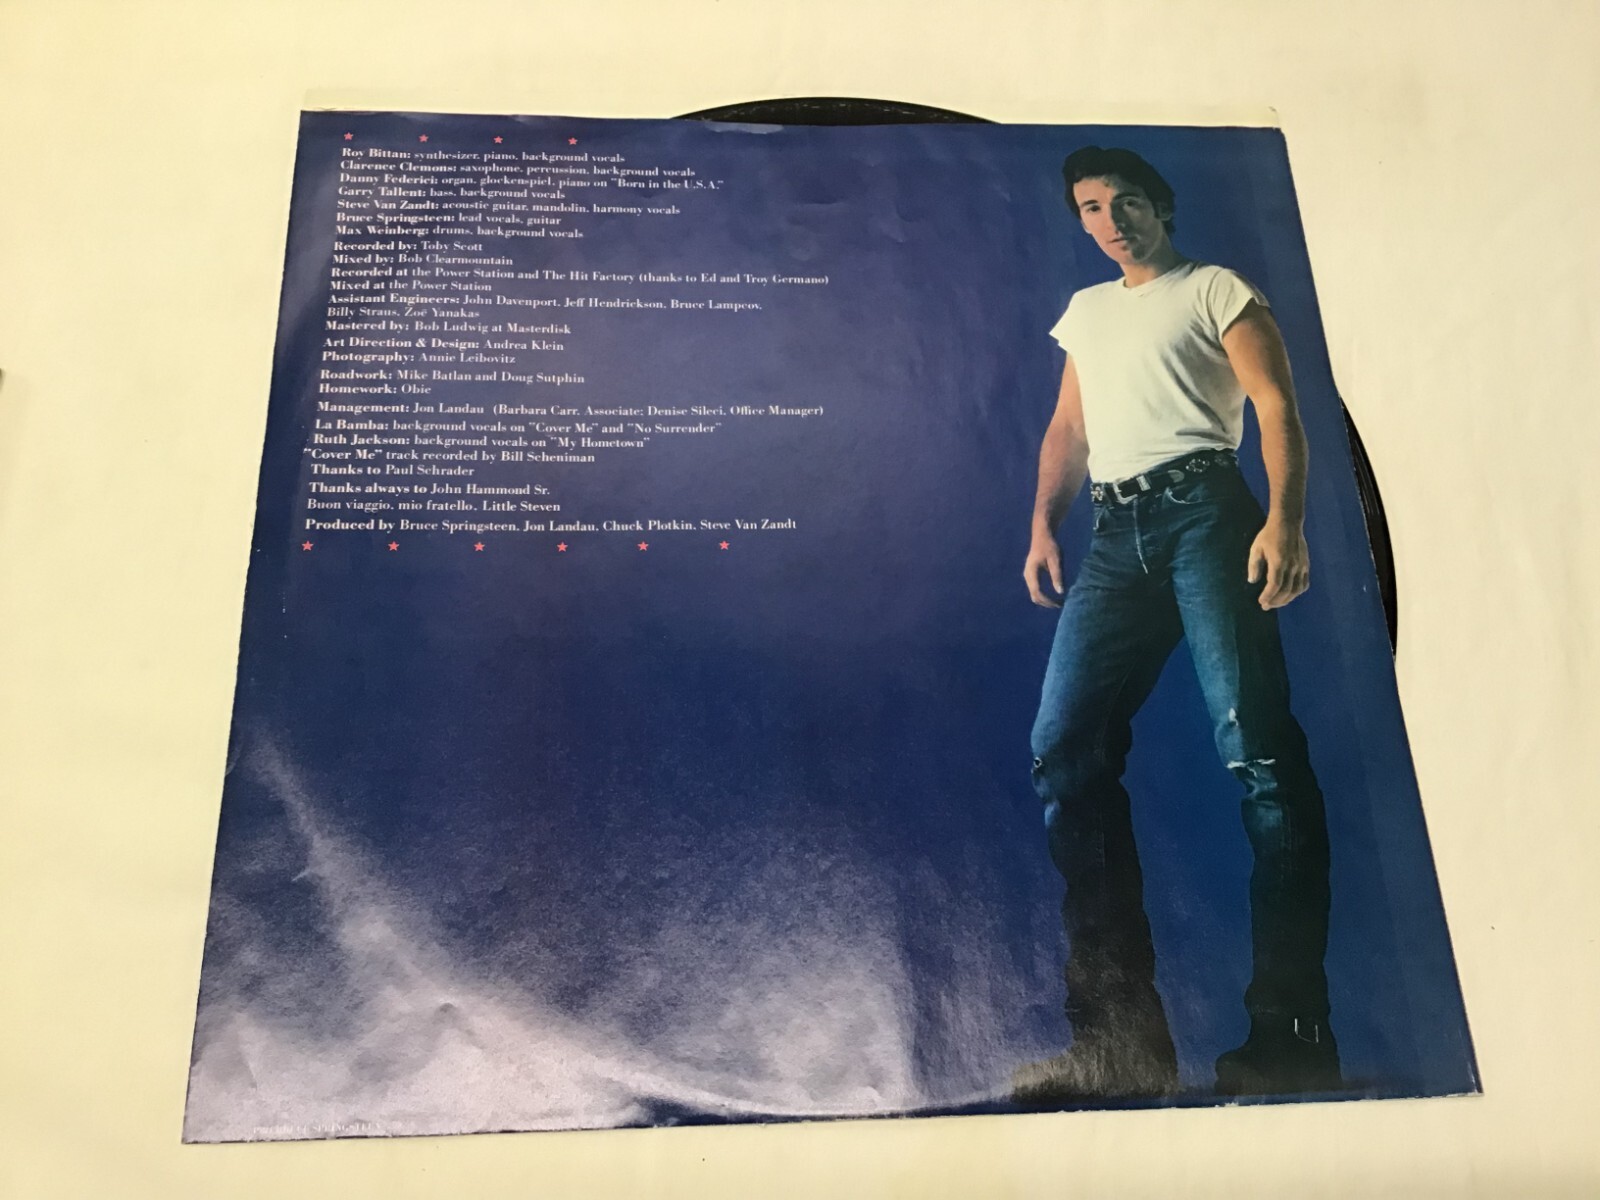 Roy Bittan: synthesizer, piano, background vocals
Clarence Clemons: saxophone, percussion, background vocals
Danny Federici: organ, glockenspiel, piano on "Born in the U.S.A."
Garry Tallent: bass, background vocals
Steve Van Zandt: acoustic guitar, mandolin, harmony vocals
Bruce Springsteen: lead vocals, guitar
Max Weinberg: drums, background vocals
Recorded by: Toby Scott
Mixed by: Bob Clearmountain
Recorded at the Power Station and The Hit Factory (thanks to Ed and Troy Germano)
Mixed at the Power Station
Assistant Engineers: John Davenport, Jeff Hendrickson, Bruce Lampcov,
Billy Straus, Zoë Yanakas
Mastered by: Bob Ludwig at Masterdisk
Art Direction & Design: Andrea Klein
Photography: Annie Leibovitz
Roadwork: Mike Batlan and Doug Sutphin
Homework: Obie
Management: Jon Landau (Barbara Carr, Associate; Denise Sileci, Office Manager)
La Bamba: background vocals on "Cover Me" and "No Surrender"
Ruth Jackson: background vocals on "My Hometown"
"Cover Me" track recorded by Bill Scheniman
Thanks to Paul Schrader
Thanks always to John Hammond Sr.
Buon viaggio, mio fratello, Little Steven
Produced by Bruce Springsteen, Jon Landau, Chuck Plotkin, Steve Van Zandt
SPRINGSTEEN